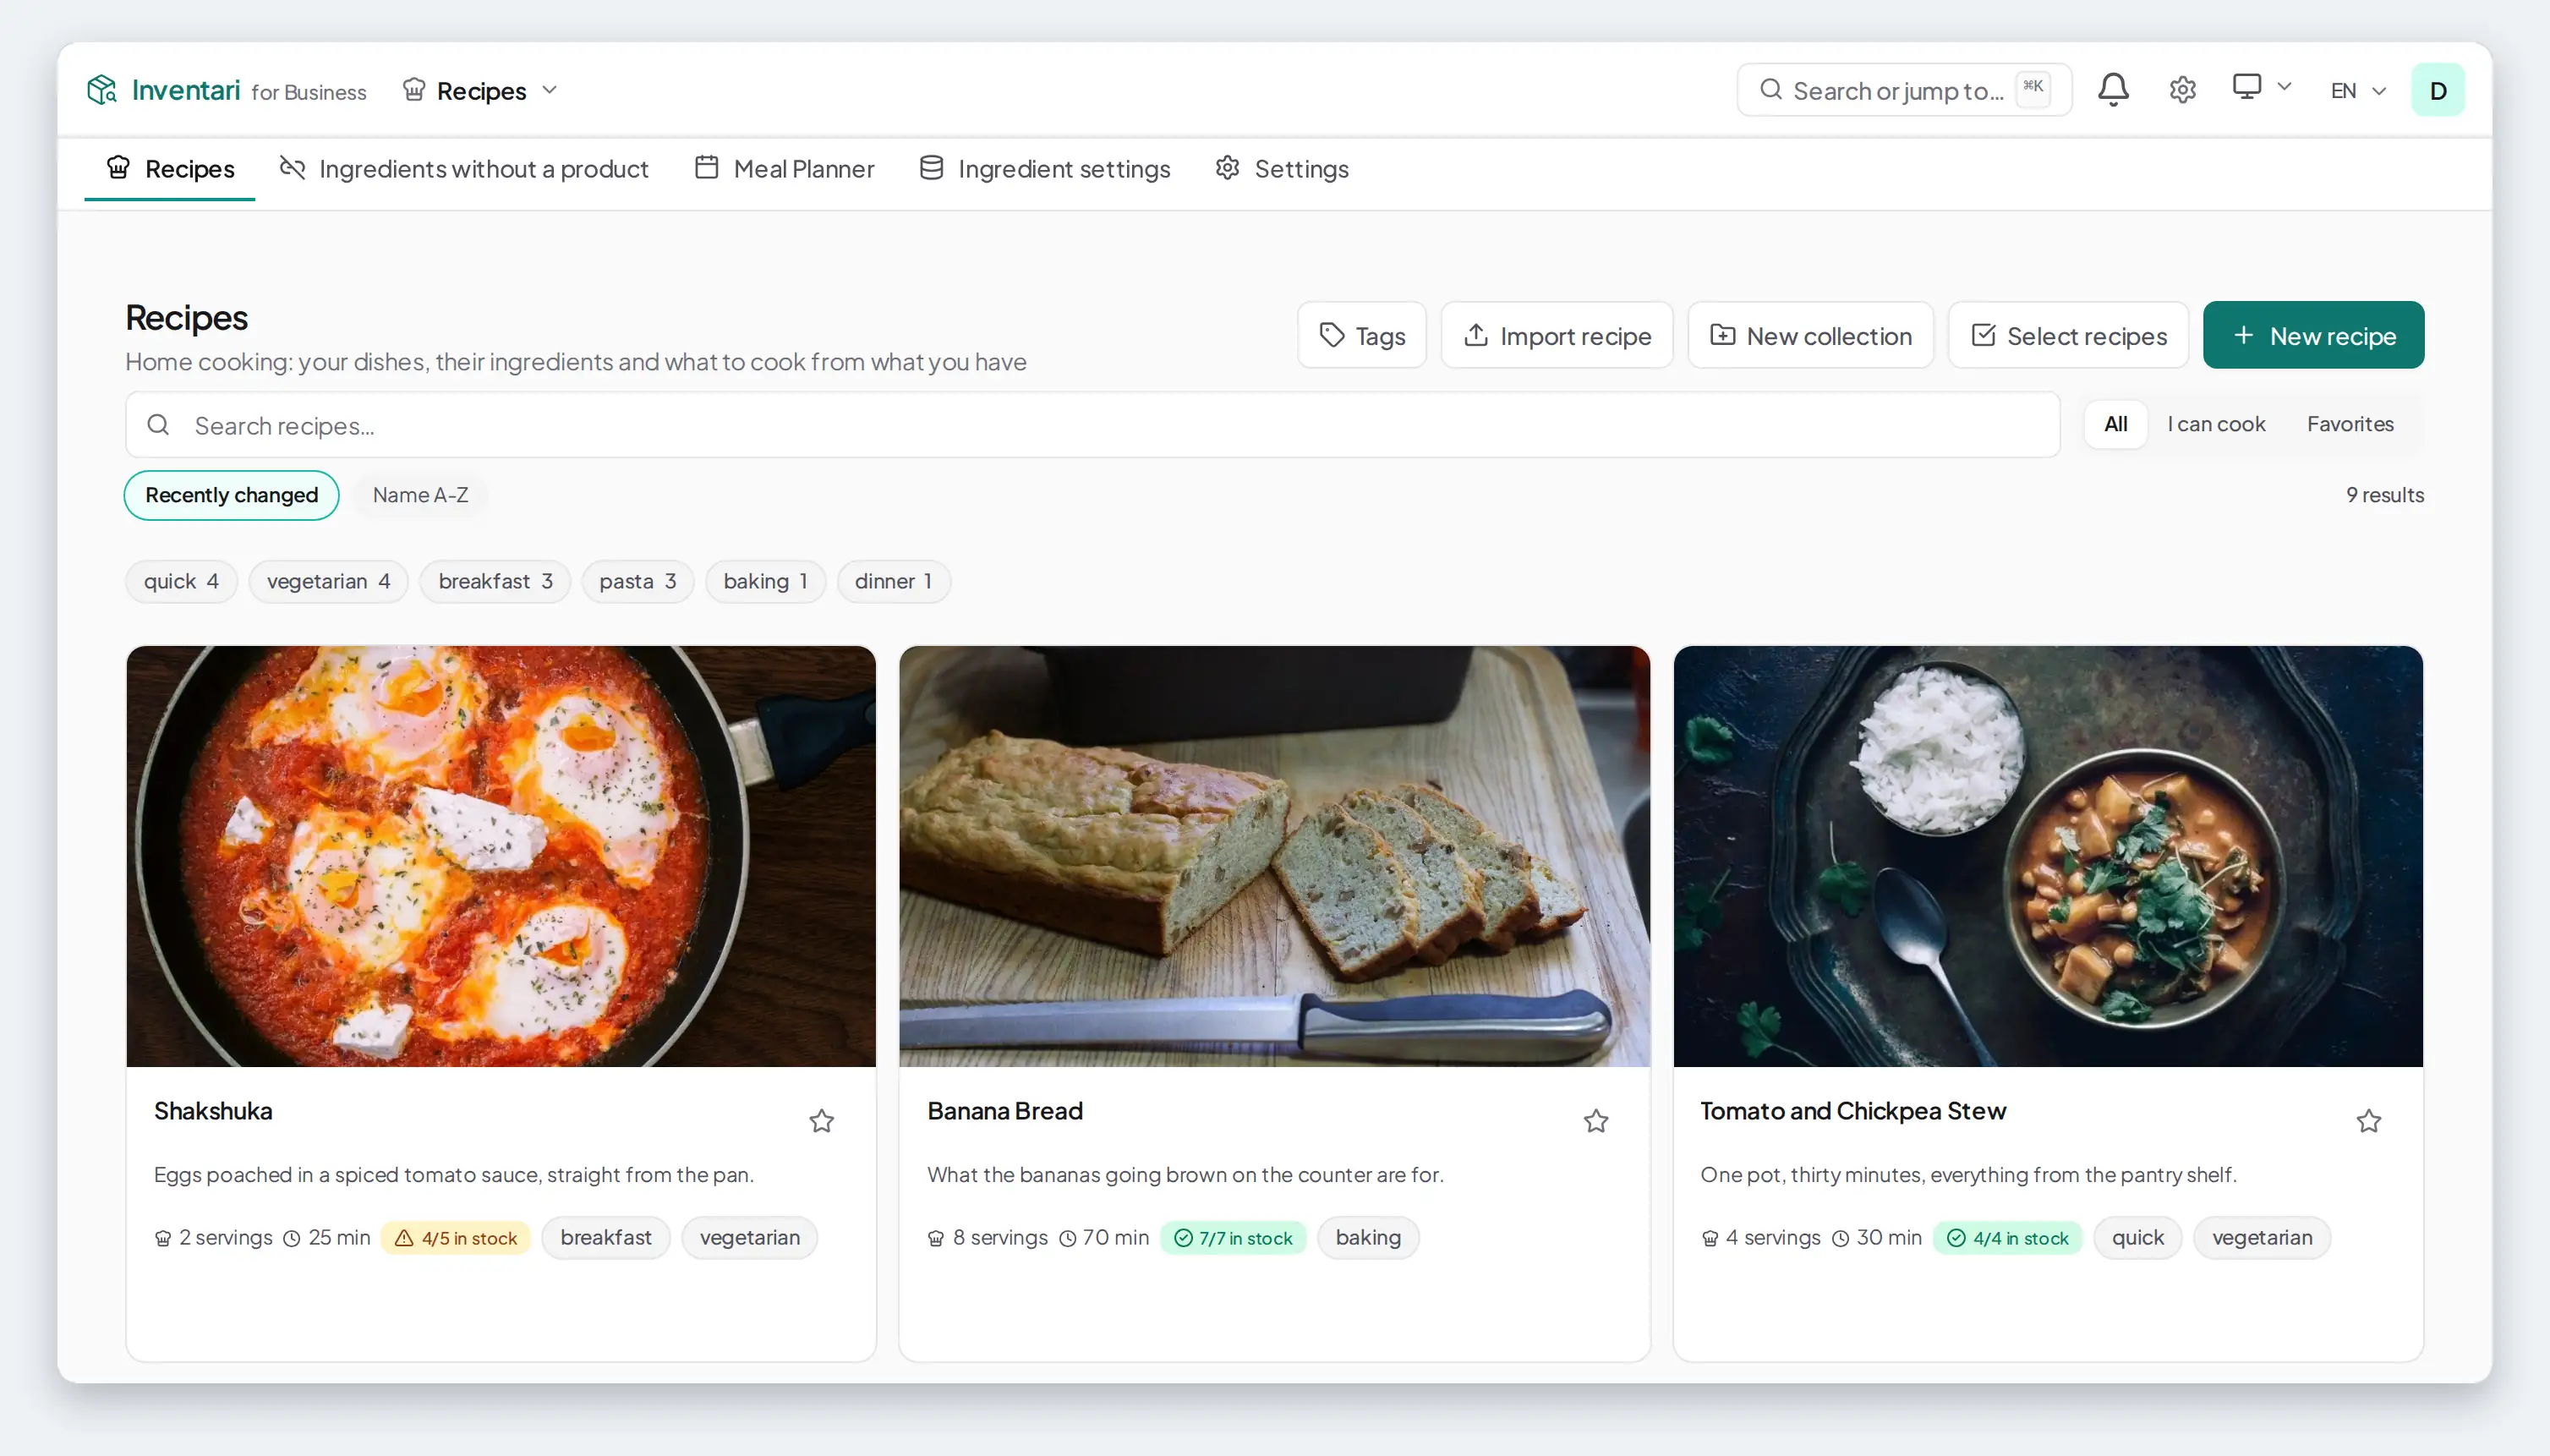 Inventari for Business Recipes Search or jump to... ⌘K EN D
Recipes Ingredients without a product Meal Planner Ingredient settings Settings
Recipes
Home cooking: your dishes, their ingredients and what to cook from what you have
Tags Import recipe New collection Select recipes New recipe
Search recipes...
All I can cook Favorites
Recently changed Name A-Z
9 results
quick 4 vegetarian 4 breakfast 3 pasta 3 baking 1 dinner 1
Shakshuka
Eggs poached in a spiced tomato sauce, straight from the pan.
2 servings 25 min 4/5 in stock breakfast vegetarian
Banana Bread
What the bananas going brown on the counter are for.
8 servings 70 min 7/7 in stock baking
Tomato and Chickpea Stew
One pot, thirty minutes, everything from the pantry shelf.
4 servings 30 min 4/4 in stock quick vegetarian